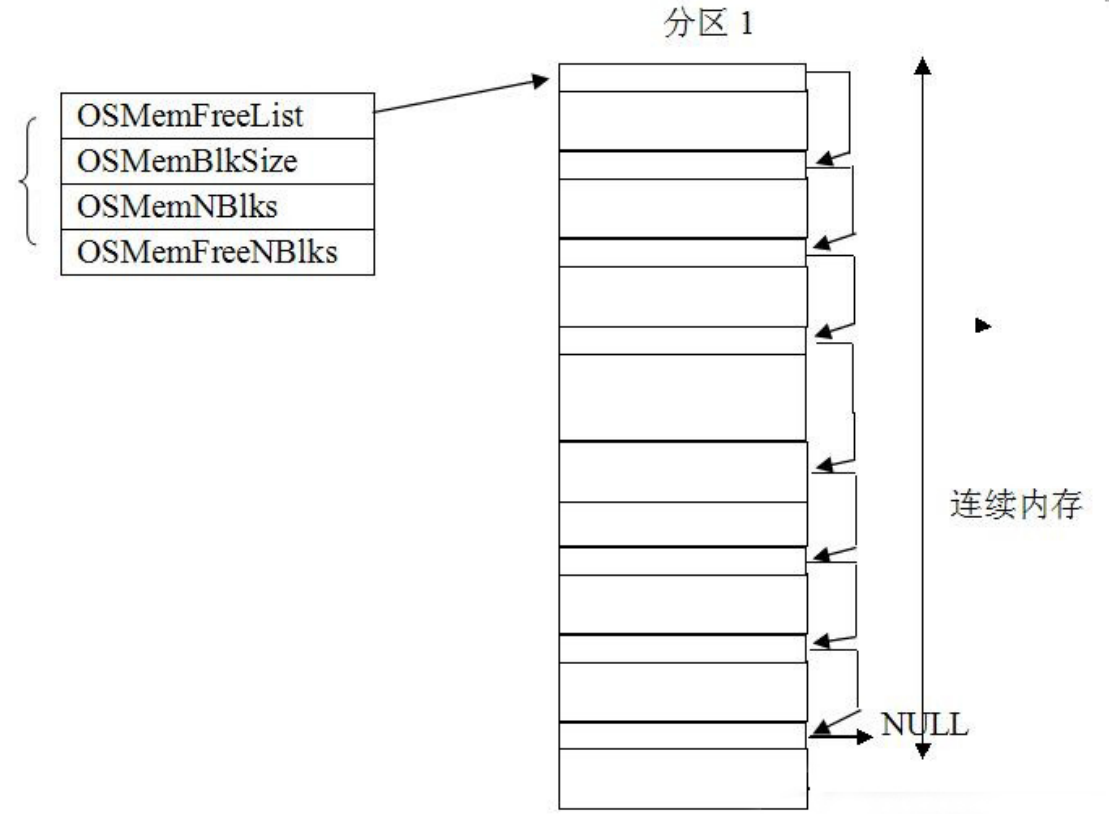 分区 1
OSMemFreeList
OSMemBlkSize
OSMemNBlks
OSMemFreeNBlks
连续内存
NULL